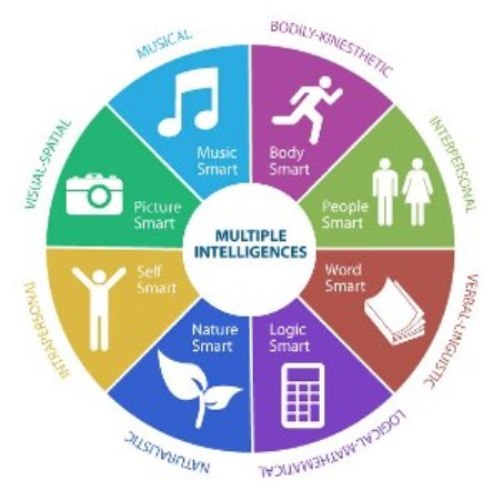 MULTIPLE
INTELLIGENCES
MUSICAL
Music
Smart
BODILY-KINESTHETIC
Body
Smart
INTERPERSONAL
People
Smart
VERBAL-LINGUISTIC
Word
Smart
LOGICAL-MATHEMATICAL
Logic
Smart
NATURALISTIC
Nature
Smart
INTRAPERSONAL
Self
Smart
VISUAL-SPATIAL
Picture
Smart